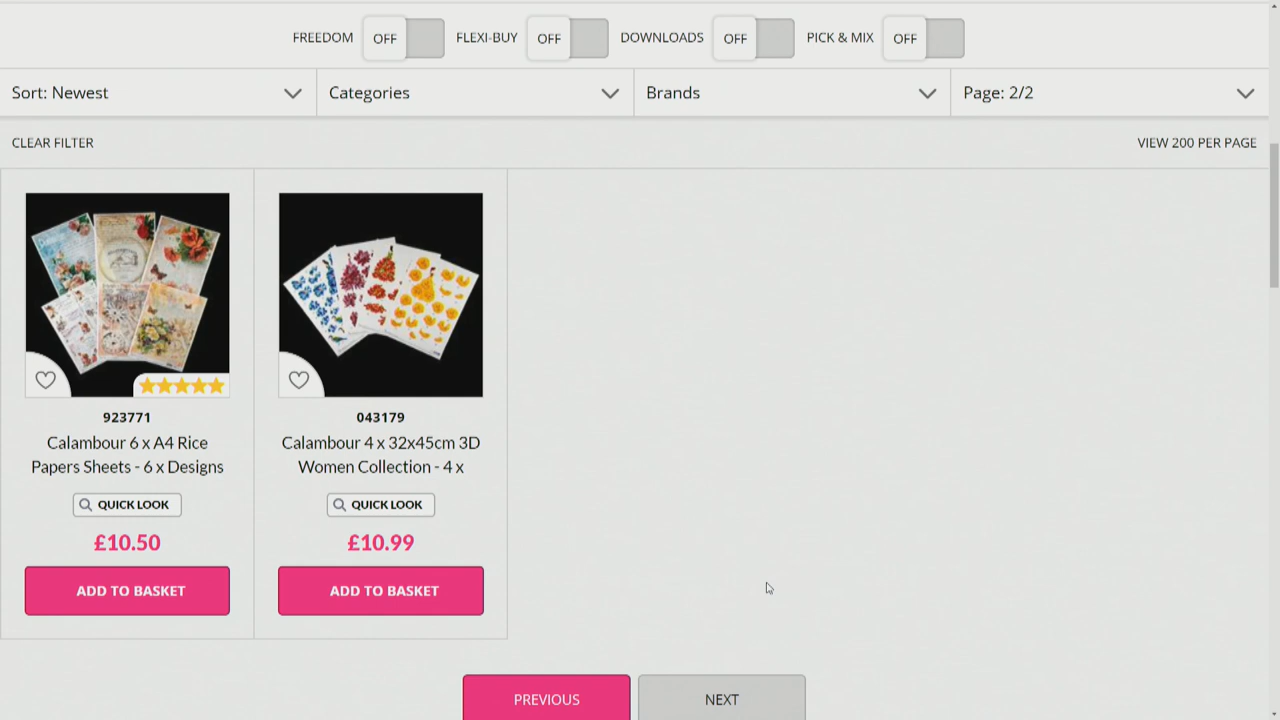 FREEDOM OFF FLEXI-BUY OFF DOWNLOADS OFF PICK & MIX OFF
Sort: Newest Categories Brands Page: 2/2
CLEAR FILTER VIEW 200 PER PAGE
923771
Calambour 6 x A4 Rice
Papers Sheets - 6 x Designs
QUICK LOOK
£10.50
ADD TO BASKET
043179
Calambour 4 x 32x45cm 3D
Women Collection - 4 x
QUICK LOOK
£10.99
ADD TO BASKET
PREVIOUS NEXT